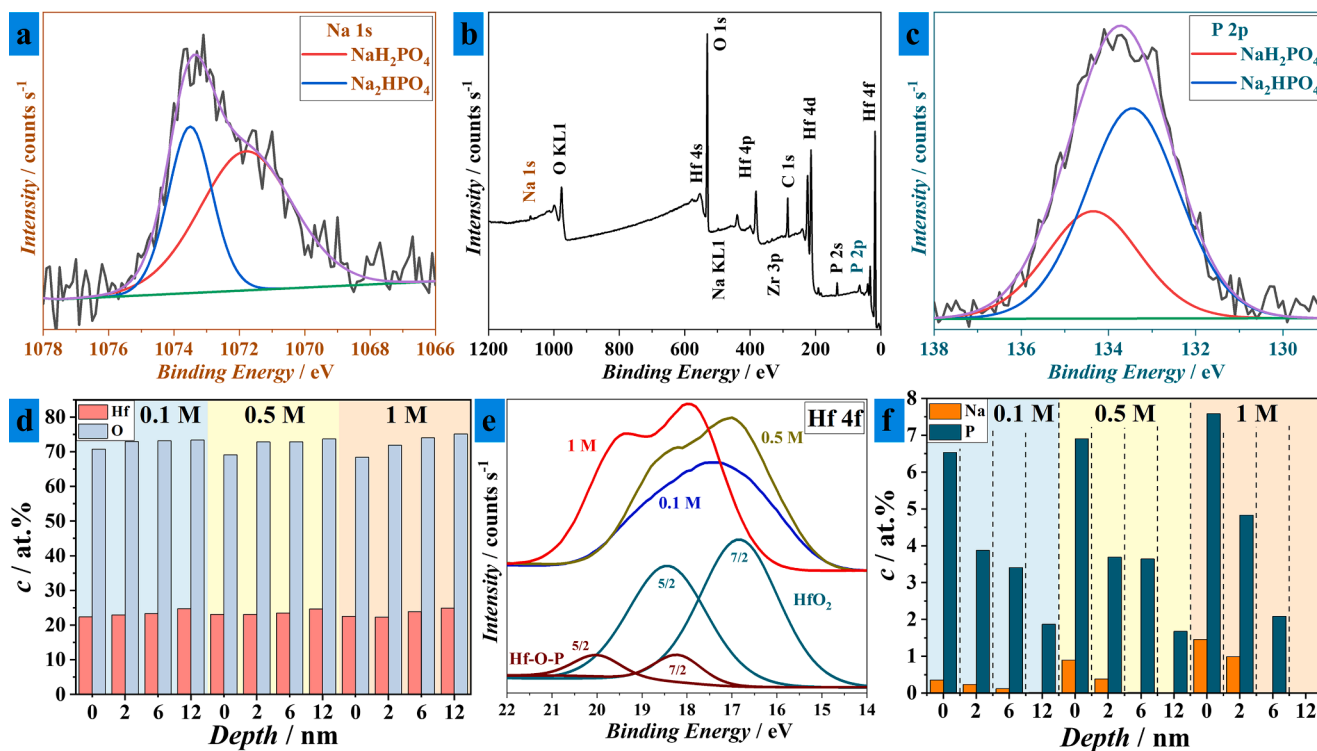 a
Na 1s
NaH₂PO₄
Na₂HPO₄
Intensity / counts s⁻¹
1078 1076 1074 1072 1070 1068 1066
Binding Energy / eV
b
Na 1s
O KL1
Hf 4s
O 1s
Na KL1
Hf 4p
Zr 3p
C 1s
Hf 4d
P 2s
P 2p
Hf 4f
Intensity / counts s⁻¹
1200 1000 800 600 400 200 0
Binding Energy / eV
c
P 2p
NaH₂PO₄
Na₂HPO₄
Intensity / counts s⁻¹
138 136 134 132 130
Binding Energy / eV
d
Hf
O
0.1 M 0.5 M 1 M
c / at.%
80
70
60
50
40
30
20
10
0
0 2 6 12 0 2 6 12 0 2 6 12
Depth / nm
e
Hf 4f
1 M
0.5 M
0.1 M
5/2
7/2
HfO₂
Hf-O-P
5/2
7/2
Intensity / counts s⁻¹
22 21 20 19 18 17 16 15 14
Binding Energy / eV
f
Na
P
0.1 M 0.5 M 1 M
c / at.%
8
7
6
5
4
3
2
1
0
0 2 6 12 0 2 6 12 0 2 6 12
Depth / nm